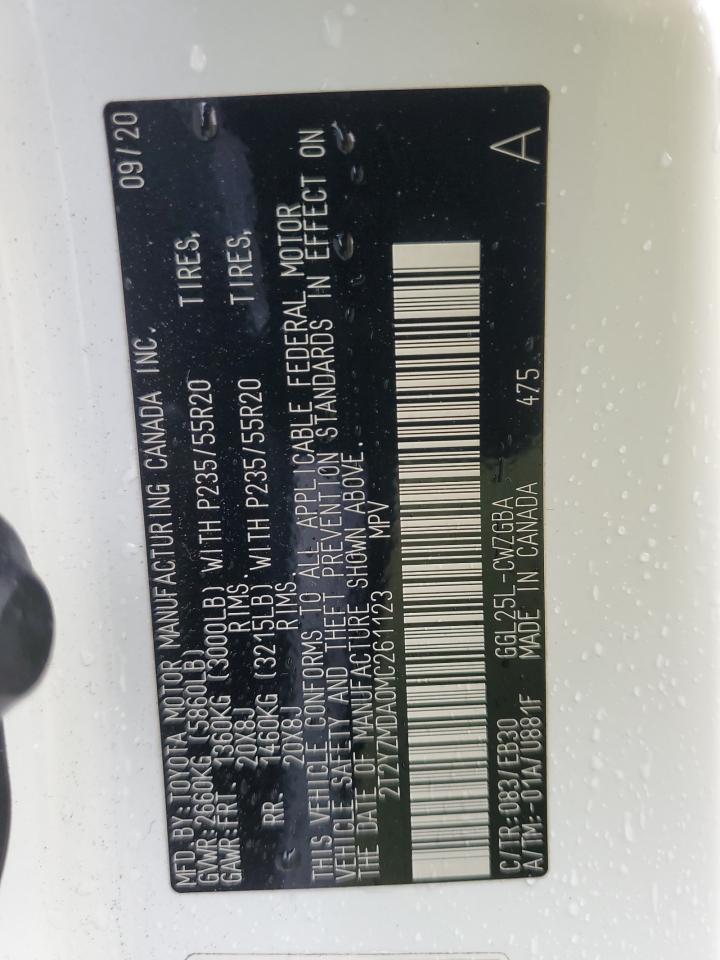 MFD.BY:TOYOTA MOTOR MANUFACTURING CANADA INC. 09/20
GVWR:2660KG (5860LB)
GAWR:FRT. 1360KG (3000LB) WITH P235/55R20 TIRES,
20X8J RIMS.
RR. 1460KG (3215LB) WITH P235/55R20 TIRES,
20X8J RIMS.
THIS VEHICLE CONFORMS TO ALL APPLICABLE FEDERAL MOTOR
VEHICLE SAFETY AND THEFT PREVENTION STANDARDS IN EFFECT ON
THE DATE OF MANUFACTURE SHOWN ABOVE.
2T2YZMDA0MC261123 MPV
C/TR:083/EB30 GGL25L-CWZGBA A
A/TM:-01A/U881F MADE IN CANADA 475